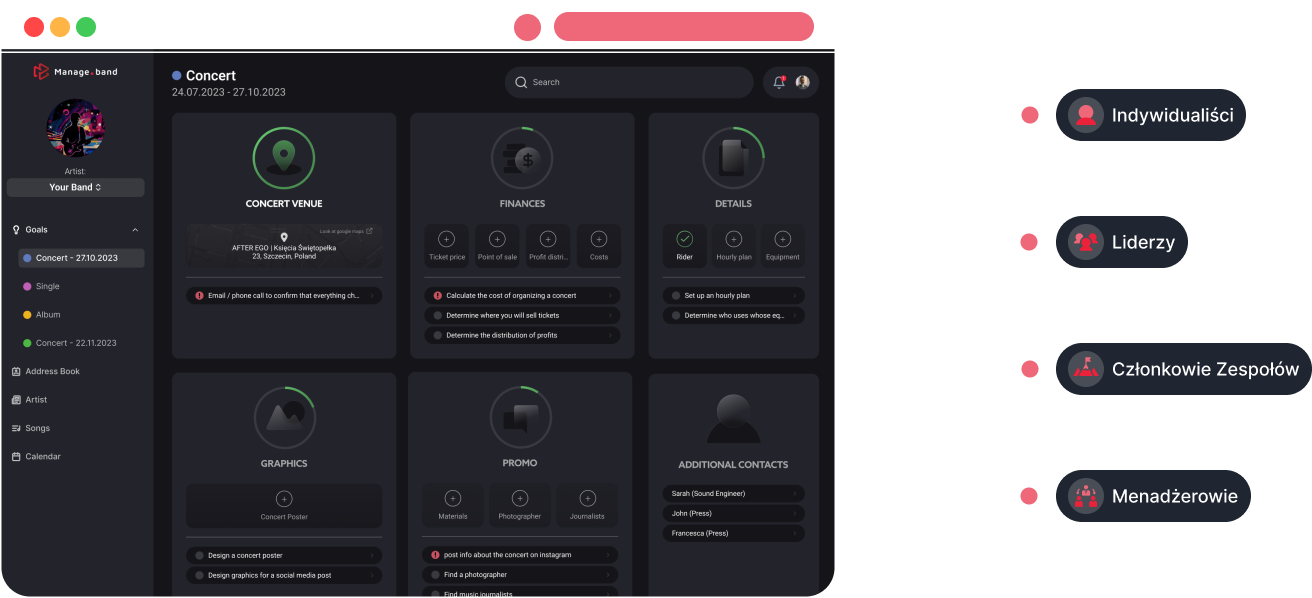 Manage.band
Artist:
Your Band
Goals
Concert - 27.10.2023
Single
Album
Concert - 22.11.2023
Address Book
Artist
Songs
Calendar
Concert
24.07.2023 - 27.10.2023
Search
CONCERT VENUE
Look at google maps
AFTER EGO | Księcia Świętopełka
23, Szczecin, Poland
Email / phone call to confirm that everything ch...
FINANCES
Ticket price
Point of sale
Profit distri...
Costs
Calculate the cost of organizing a concert
Determine where you will sell tickets
Determine the distribution of profits
DETAILS
Rider
Hourly plan
Equipment
Set up an hourly plan
Determine who uses whose eq...
GRAPHICS
Concert Poster
Design a concert poster
Design graphics for a social media post
PROMO
Materials
Photographer
Journalists
post info about the concert on instagram
Find a photographer
Find music journalists
ADDITIONAL CONTACTS
Sarah (Sound Engineer)
John (Press)
Francesca (Press)
Indywidualiści
Liderzy
Członkowie Zespołów
Menadżerowie